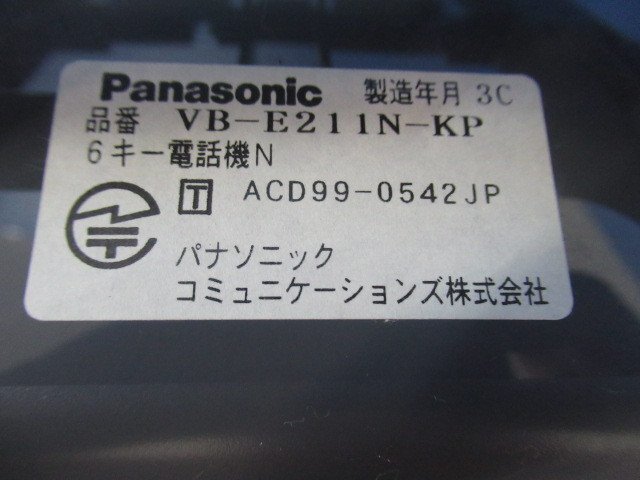 Panasonic 製造年月 3C
品番 VB-E211N-KP
6キー電話機N
T ACD99-0542JP
パナソニック
コミュニケーションズ株式会社